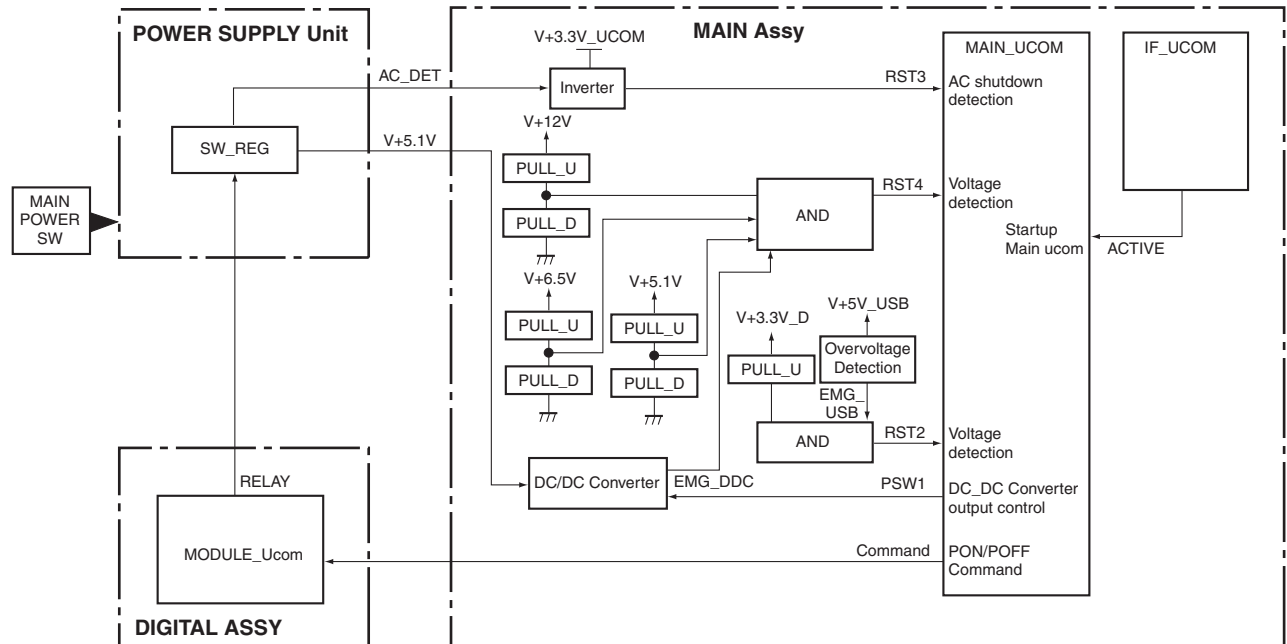 POWER SUPPLY Unit
MAIN Assy
V+3.3V_UCOM
MAIN_UCOM
IF_UCOM
AC_DET
Inverter
RST3
AC shutdown
detection
V+12V
SW_REG
V+5.1V
PULL_U
MAIN
POWER
SW
AND
RST4
Voltage
detection
PULL_D
Startup
Main ucom
ACTIVE
V+6.5V
V+5.1V
V+3.3V_D
V+5V_USB
PULL_U
PULL_U
PULL_U
Overvoltage
Detection
PULL_D
PULL_D
EMG_
USB
AND
RST2
Voltage
detection
RELAY
DC/DC Converter
EMG_DDC
PSW1
DC_DC Converter
output control
MODULE_Ucom
Command
PON/POFF
Command
DIGITAL ASSY